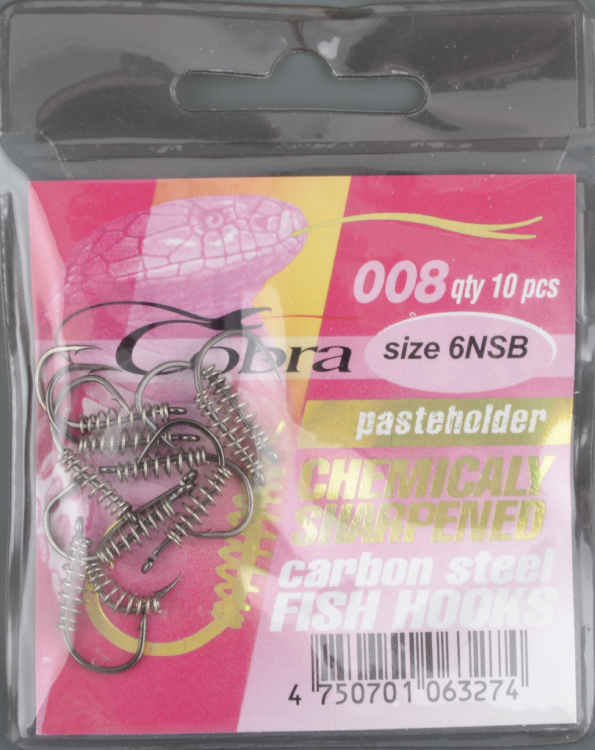 008 qty 10 pcs
Cobra
size 6NSB
pasteholder
CHEMICALY
SHARPENED
carbon steel
FISH HOOKS
4 750701 063274